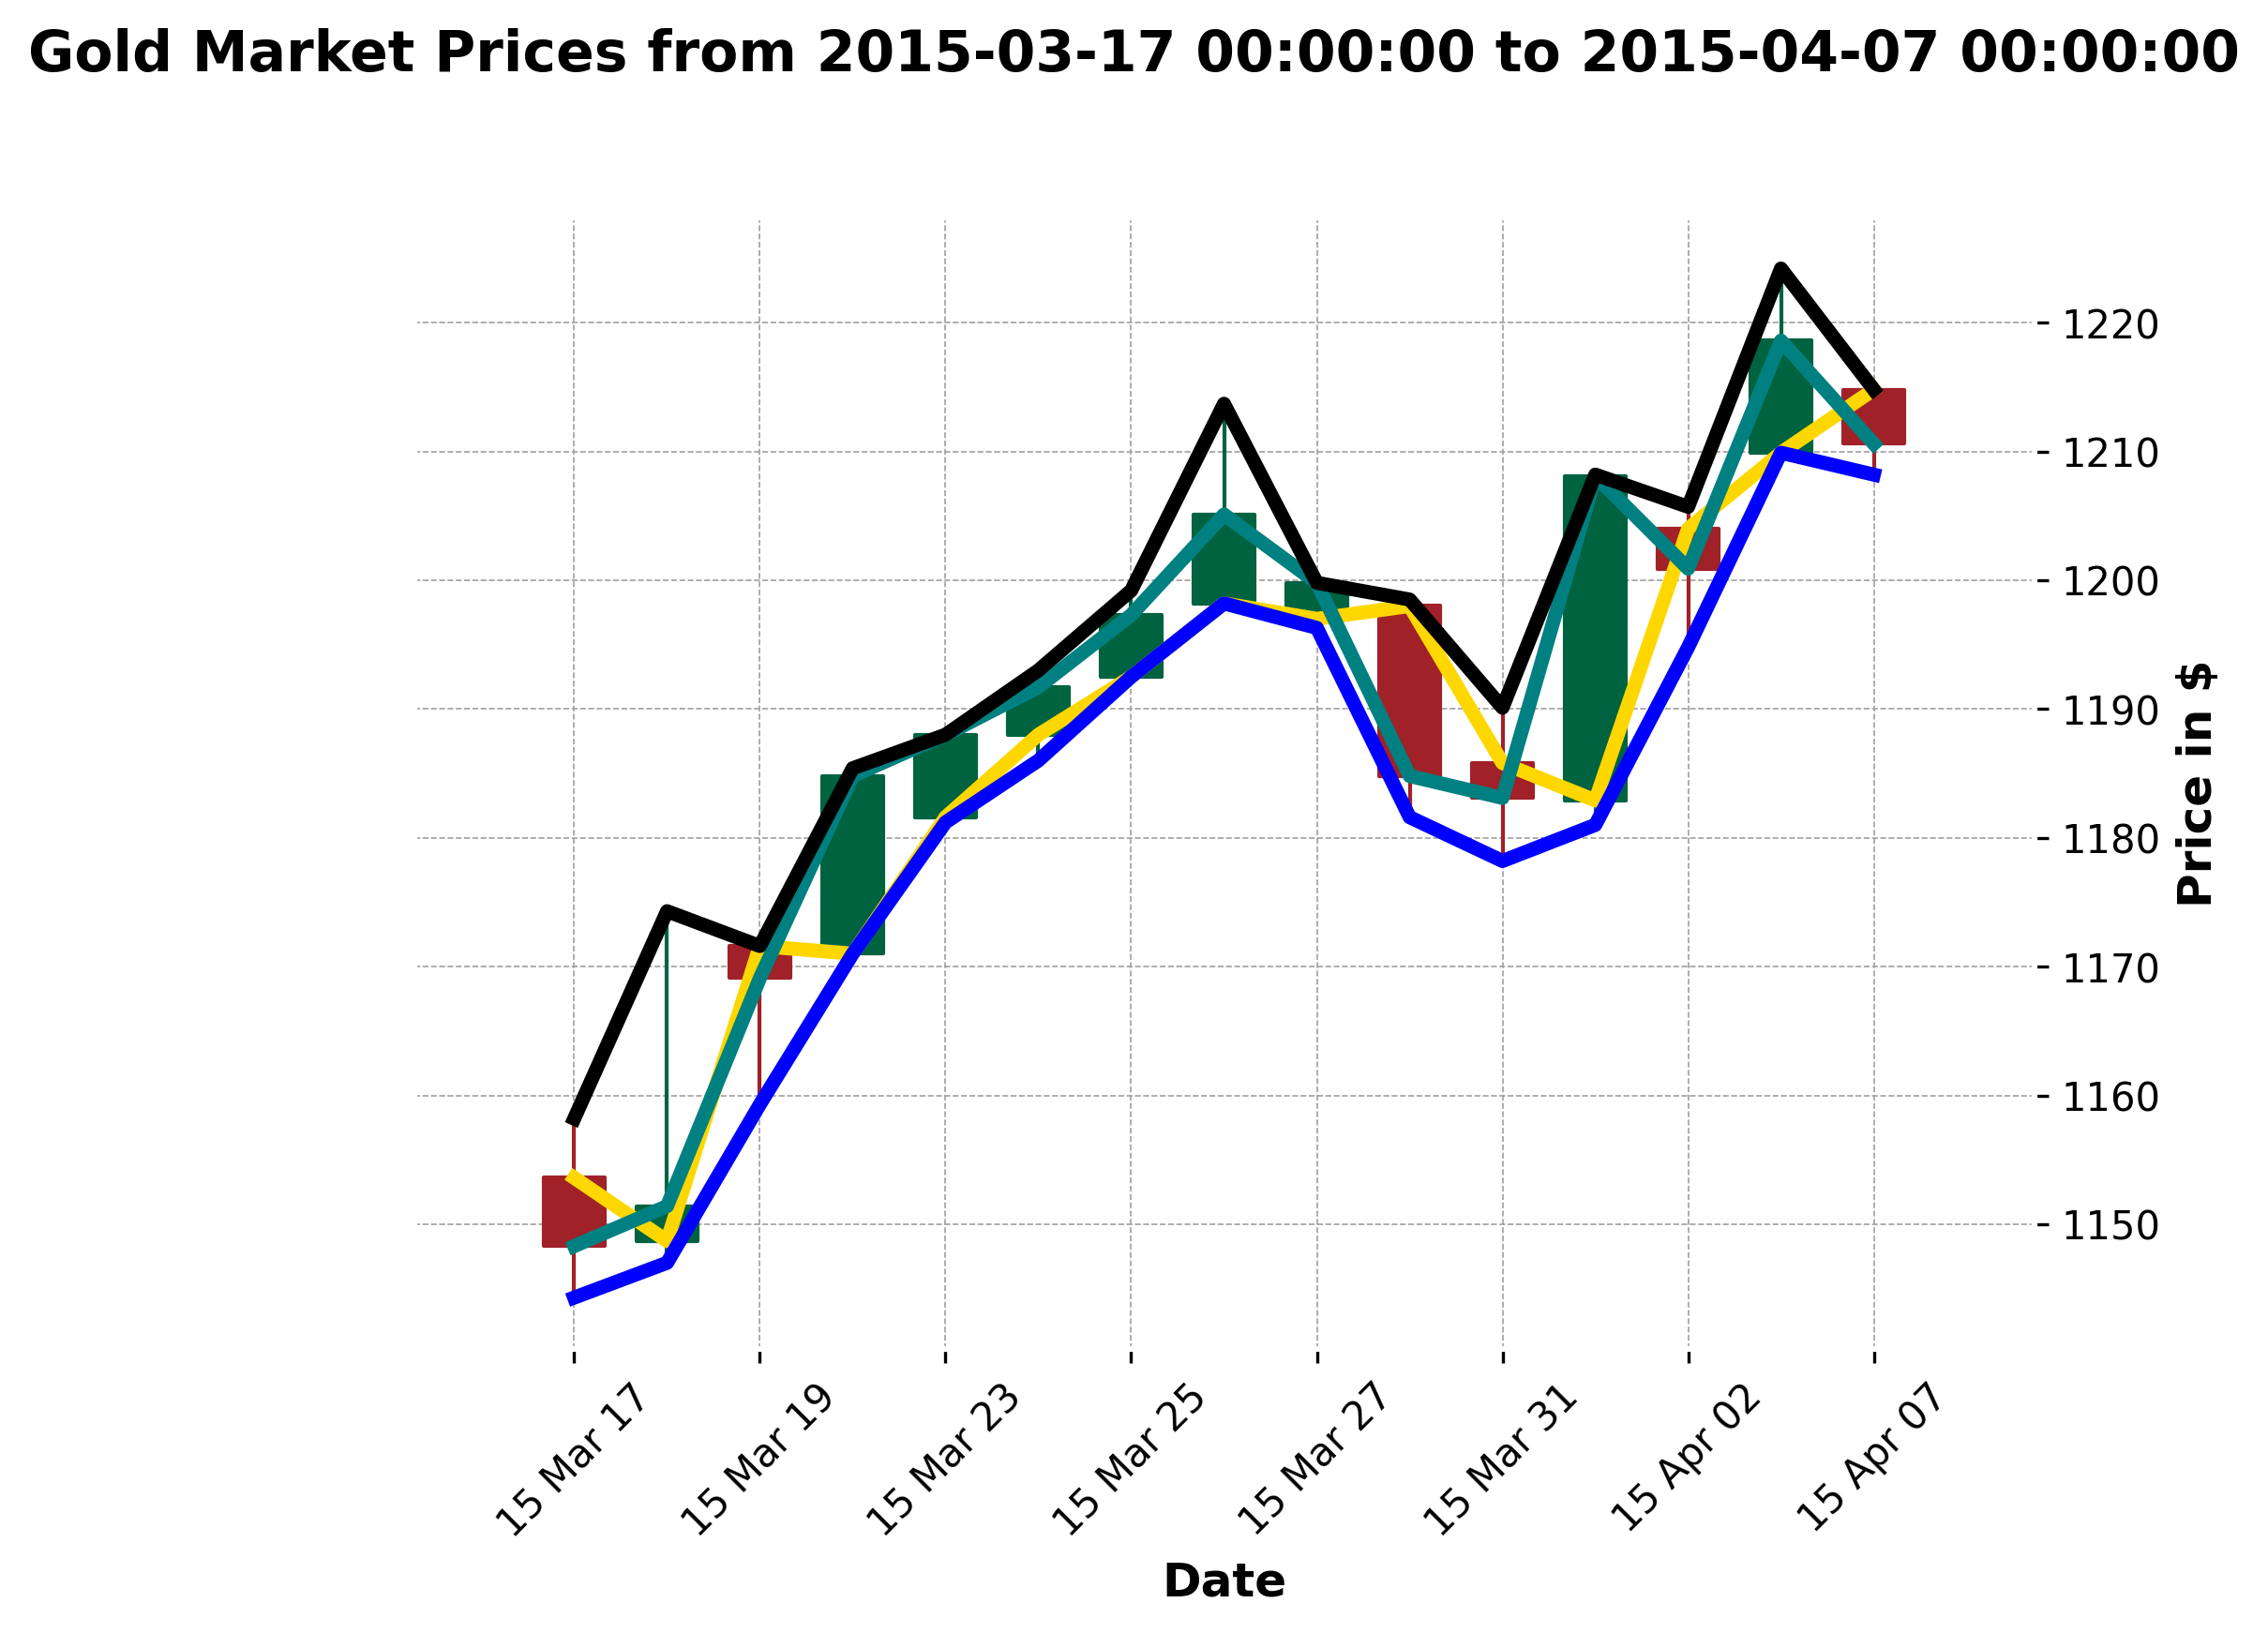 Gold Market Prices from 2015-03-17 00:00:00 to 2015-04-07 00:00:00
1220
1210
1200
1190
1180
1170
1160
1150
Price in $
15 Mar 17
15 Mar 19
15 Mar 23
15 Mar 25
15 Mar 27
15 Mar 31
15 Apr 02
15 Apr 07
Date